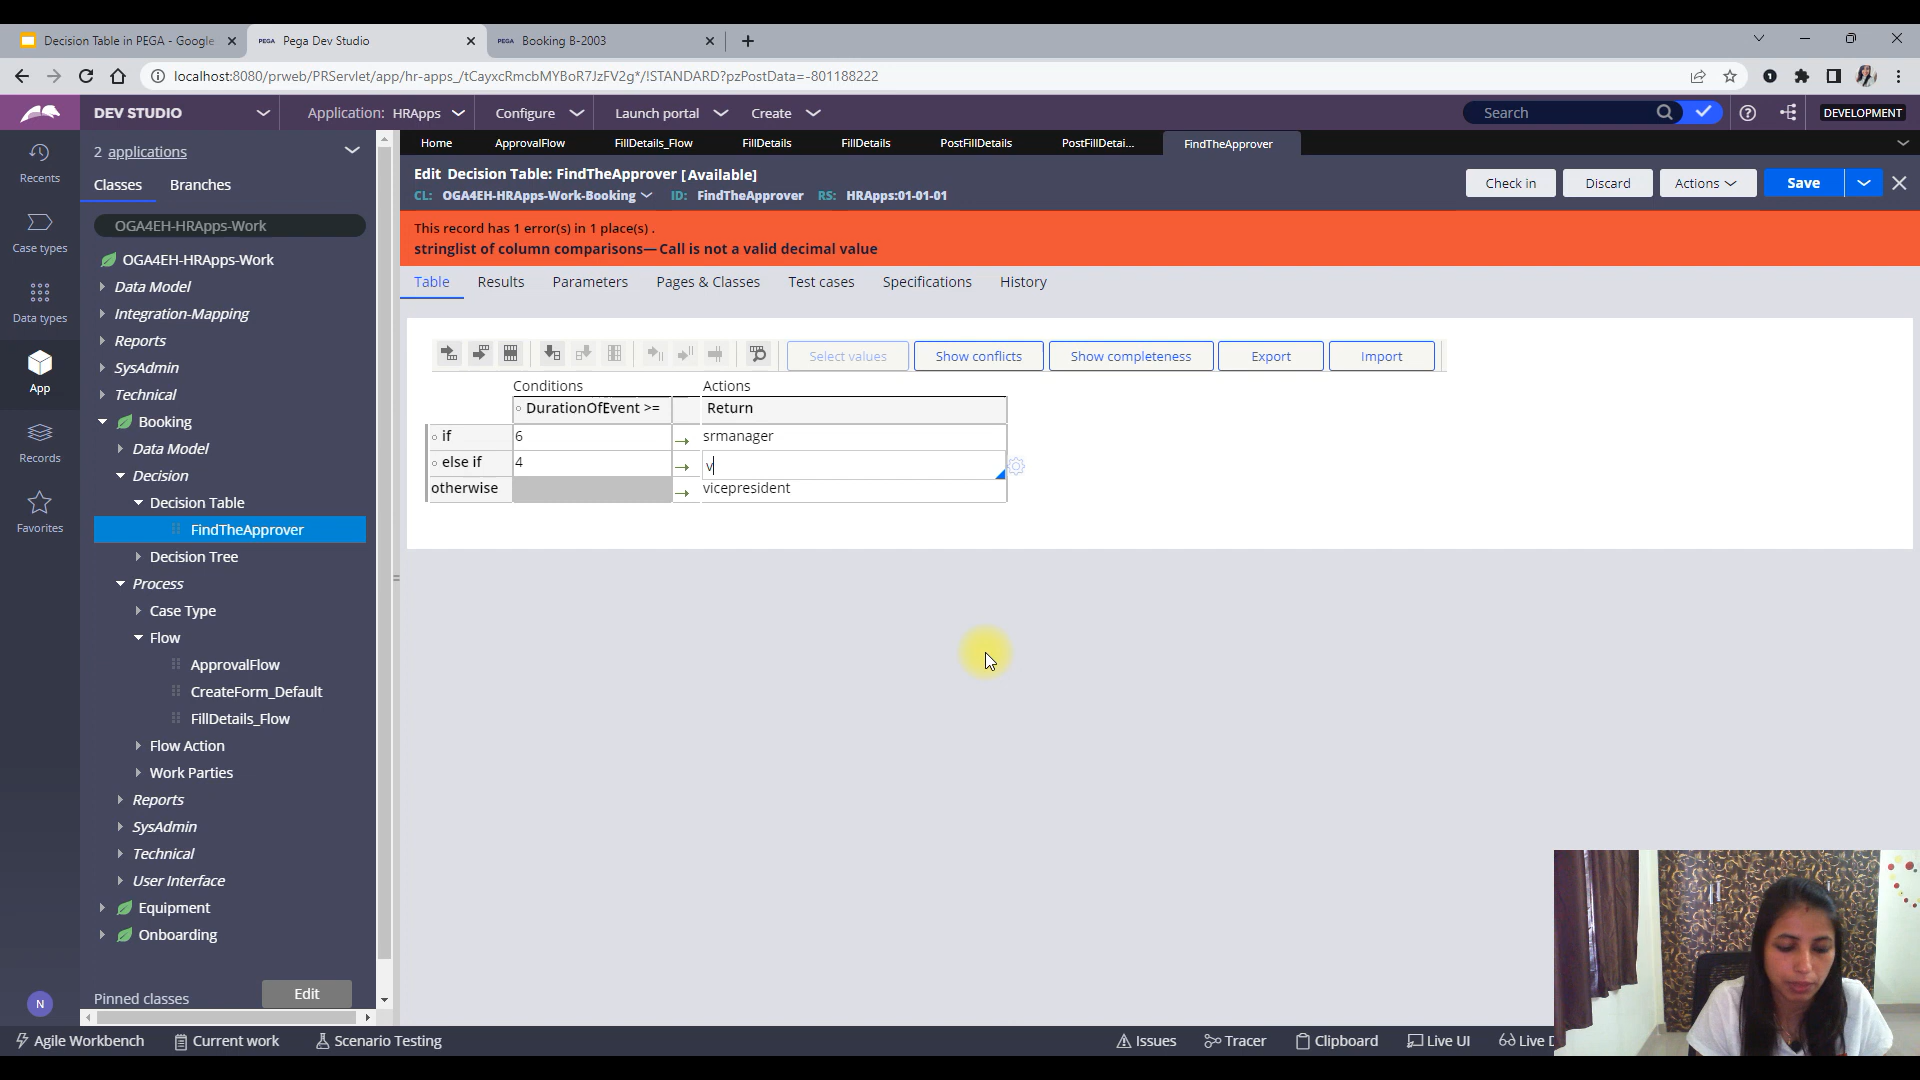 Decision Table in PEGA - Google
PEGA Pega Dev Studio
PEGA Booking B-2003
localhost:8080/prweb/PRServlet/app/hr-apps_/tCayxcRmcbMYBoR7JzFV2g*/!STANDARD?pzPostData=-801188222
DEV STUDIO
Application: HRApps
Configure
Launch portal
Create
Search
DEVELOPMENT
Recents
Case types
Data types
App
Records
Favorites
N
2 applications
Classes Branches
OGA4EH-HRApps-Work
OGA4EH-HRApps-Work
Data Model
Integration-Mapping
Reports
SysAdmin
Technical
Booking
Data Model
Decision
Decision Table
FindTheApprover
Decision Tree
Process
Case Type
Flow
ApprovalFlow
CreateForm_Default
FillDetails_Flow
Flow Action
Work Parties
Reports
SysAdmin
Technical
User Interface
Equipment
Onboarding
Pinned classes Edit
Home ApprovalFlow FillDetails_Flow FillDetails FillDetails PostFillDetails PostFillDetai... FindTheApprover
Edit Decision Table: FindTheApprover [Available]
CL: OGA4EH-HRApps-Work-Booking ID: FindTheApprover RS: HRApps:01-01-01
Check in Discard Actions Save
This record has 1 error(s) in 1 place(s) .
stringlist of column comparisons— Call is not a valid decimal value
Table Results Parameters Pages & Classes Test cases Specifications History
Select values Show conflicts Show completeness Export Import
Conditions Actions
DurationOfEvent >= Return
if 6 srmanager
else if 4 v
otherwise vicepresident
Agile Workbench Current work Scenario Testing Issues Tracer Clipboard Live UI Live